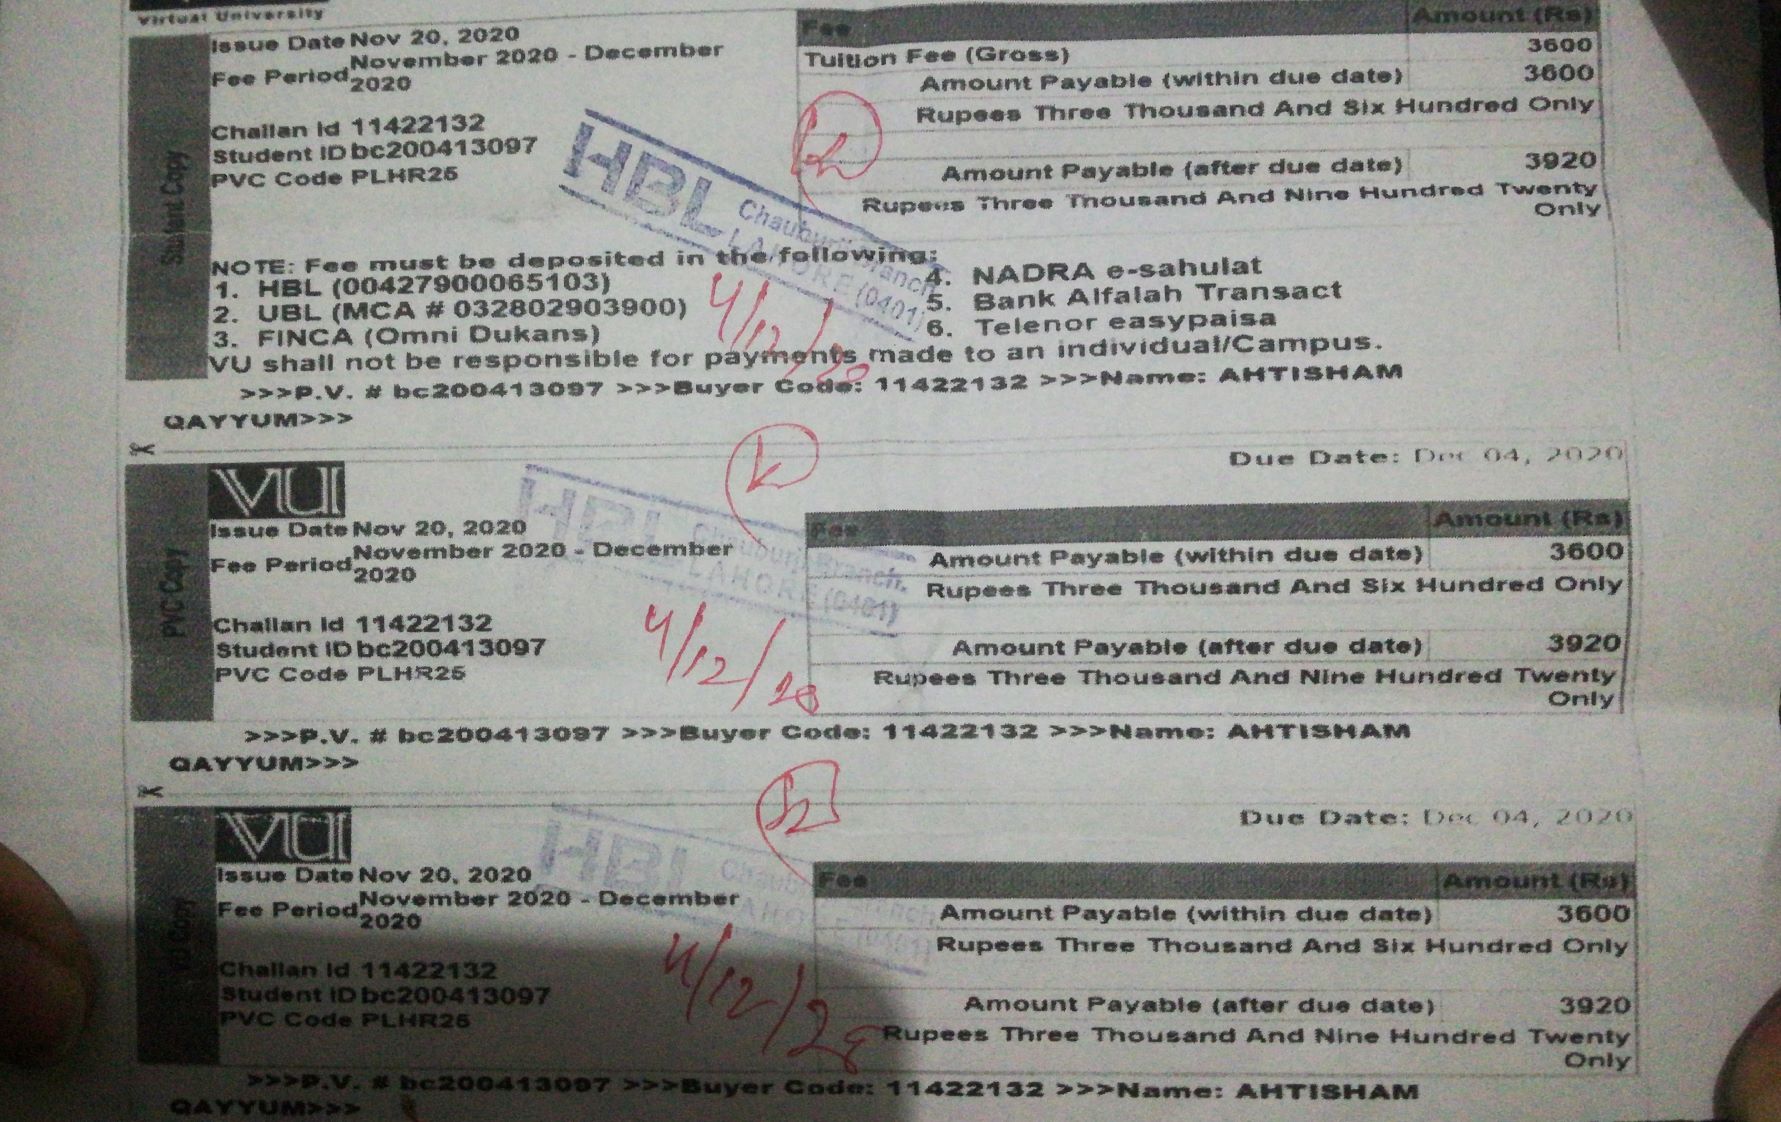 Virtual University
Issue Date Nov 20, 2020
Fee Period November 2020 - December 2020
Challan Id 11422132
Student ID bc200413097
PVC Code PLHR25
Student Copy
Fee Amount (Rs)
Tuition Fee (Gross) 3600
Amount Payable (within due date) 3600
Rupees Three Thousand And Six Hundred Only
Amount Payable (after due date) 3920
Rupees Three Thousand And Nine Hundred Twenty
Only
HBL
Chauburji Branch
LAHORE (0401)
4/12/20
NOTE: Fee must be deposited in the following:
1. HBL (00427900065103)
2. UBL (MCA # 032802903900)
3. FINCA (Omni Dukans)
4. NADRA e-sahulat
5. Bank Alfalah Transact
6. Telenor easypaisa
VU shall not be responsible for payments made to an individual/Campus.
>>>P.V. # bc200413097 >>>Buyer Code: 11422132 >>>Name: AHTISHAM
QAYYUM>>>
Due Date: Dec 04, 2020
VU
Issue Date Nov 20, 2020
Fee Period November 2020 - December 2020
Challan Id 11422132
Student ID bc200413097
PVC Code PLHR25
PVC Copy
HBL
Chauburji Branch.
LAHORE (0401)
4/12/20
Fee Amount (Rs)
Amount Payable (within due date) 3600
Rupees Three Thousand And Six Hundred Only
Amount Payable (after due date) 3920
Rupees Three Thousand And Nine Hundred Twenty
Only
>>>P.V. # bc200413097 >>>Buyer Code: 11422132 >>>Name: AHTISHAM
QAYYUM>>>
Due Date: Dec 04, 2020
VU
Issue Date Nov 20, 2020
Fee Period November 2020 - December 2020
Challan Id 11422132
Student ID bc200413097
PVC Code PLHR25
VU Copy
HBL
4/12/20
Fee Amount (Rs)
Amount Payable (within due date) 3600
Rupees Three Thousand And Six Hundred Only
Amount Payable (after due date) 3920
Rupees Three Thousand And Nine Hundred Twenty
Only
>>>P.V. # bc200413097 >>>Buyer Code: 11422132 >>>Name: AHTISHAM
QAYYUM>>>